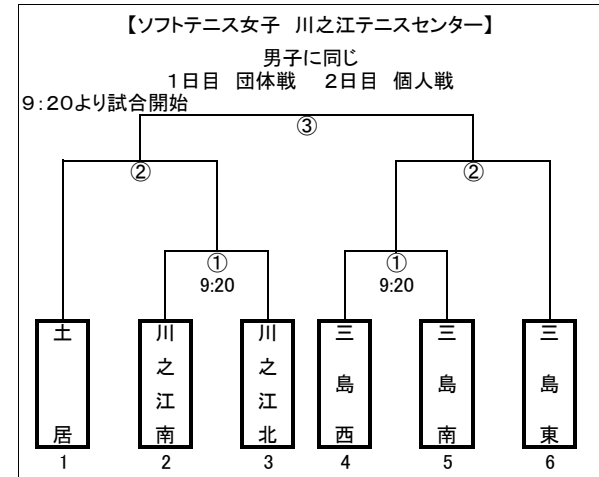 【ソフトテニス女子　川之江テニスセンター】
男子に同じ
１日目　団体戦　　２日目　個人戦
９：２０より試合開始
③
②　②
①　①
9:20　9:20
土居　川之江南　川之江北　三島西　三島南　三島東
1　2　3　4　5　6